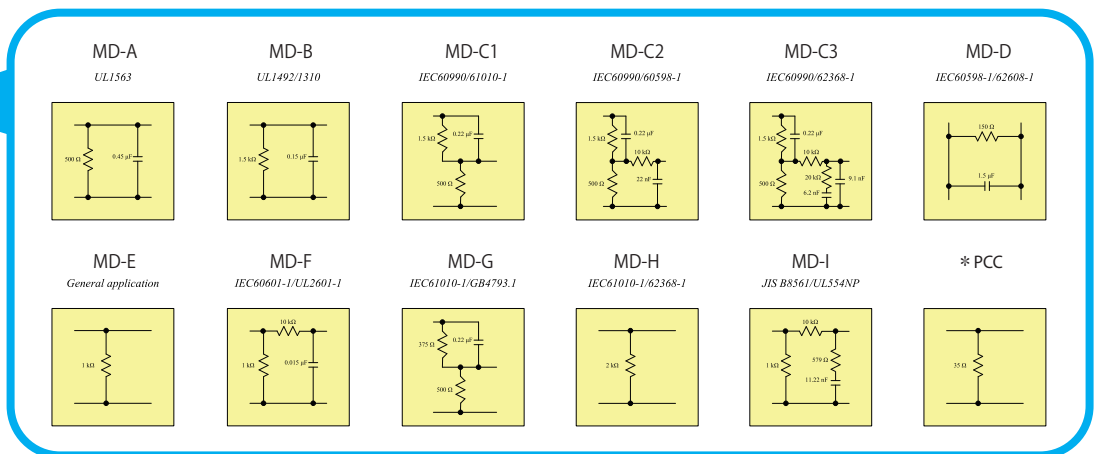 MD-A
UL1563
500 Ω
0.45 µF
MD-B
UL1492/1310
1.5 kΩ
0.15 µF
MD-C1
IEC60990/61010-1
1.5 kΩ
0.22 µF
500 Ω
MD-C2
IEC60990/60598-1
1.5 kΩ
0.22 µF
10 kΩ
500 Ω
22 nF
MD-C3
IEC60990/62368-1
1.5 kΩ
0.22 µF
10 kΩ
500 Ω
20 kΩ
9.1 nF
6.2 nF
MD-D
IEC60598-1/62608-1
150 Ω
1.5 µF
MD-E
General application
1 kΩ
MD-F
IEC60601-1/UL2601-1
10 kΩ
1 kΩ
0.015 µF
MD-G
IEC61010-1/GB4793.1
375 Ω
0.22 µF
500 Ω
MD-H
IEC61010-1/62368-1
2 kΩ
MD-I
JIS B8561/UL554NP
10 kΩ
1 kΩ
579 Ω
11.22 nF
* PCC
35 Ω